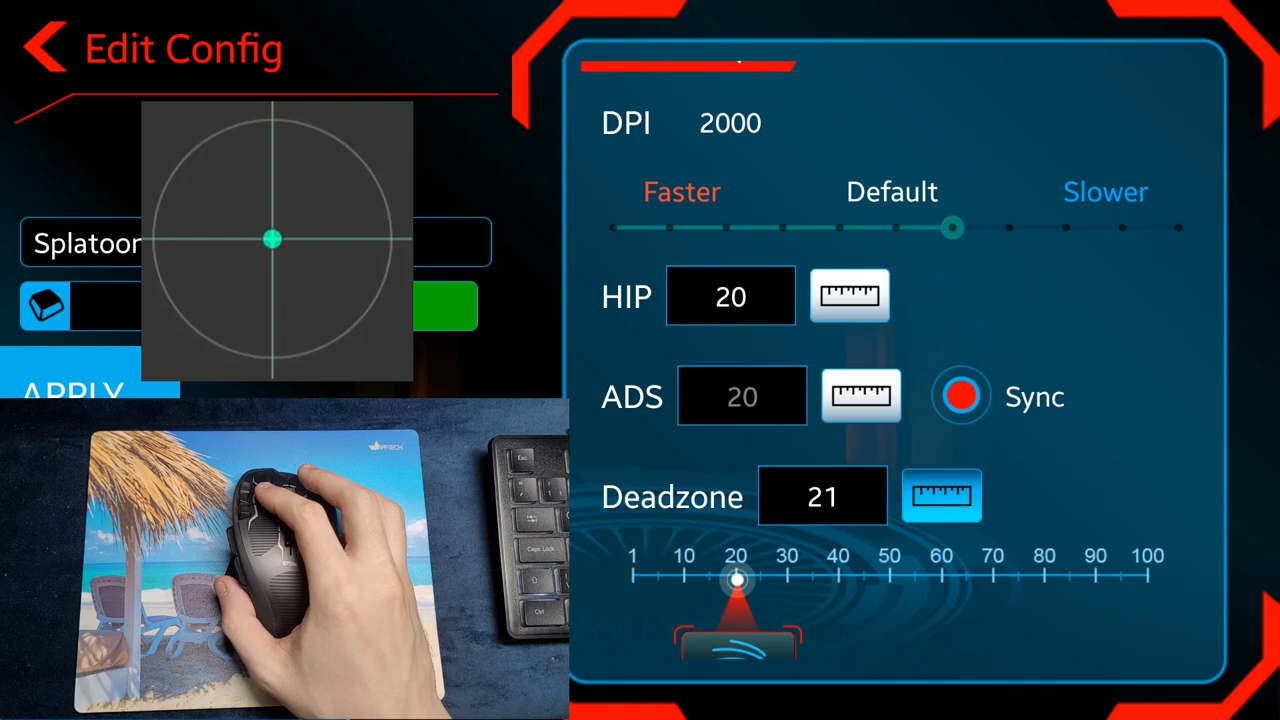 Edit Config
Splatoon
APPLY
DPI 2000
Faster Default Slower
HIP 20
ADS 20 Sync
Deadzone 21
1 10 20 30 40 50 60 70 80 90 100
Esc
Caps Lock
Ctrl